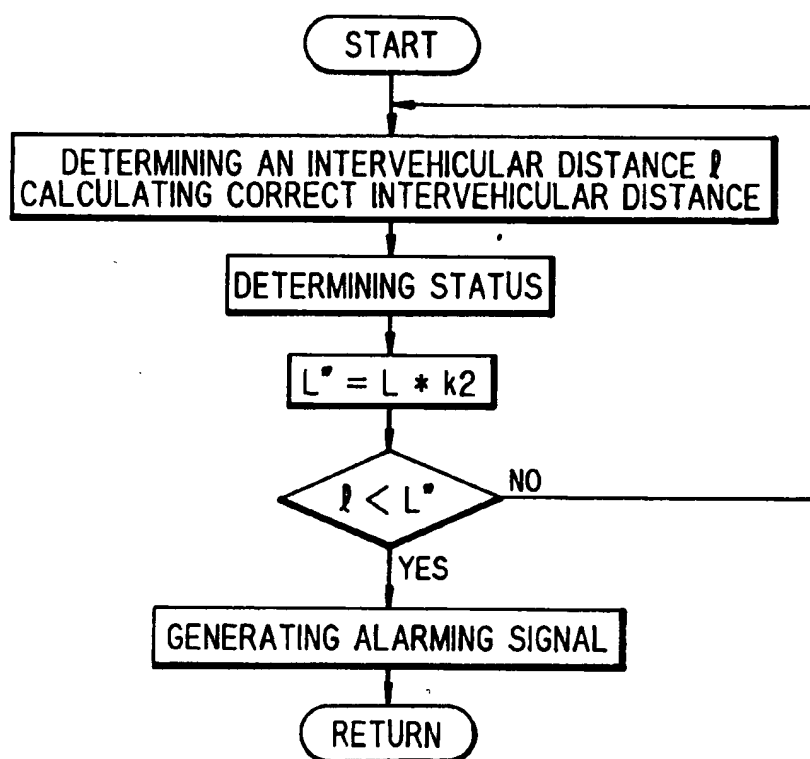 START
DETERMINING AN INTERVEHICULAR DISTANCE ℓ
CALCULATING CORRECT INTERVEHICULAR DISTANCE
DETERMINING STATUS
L" = L * k2
ℓ < L"
NO
YES
GENERATING ALARMING SIGNAL
RETURN